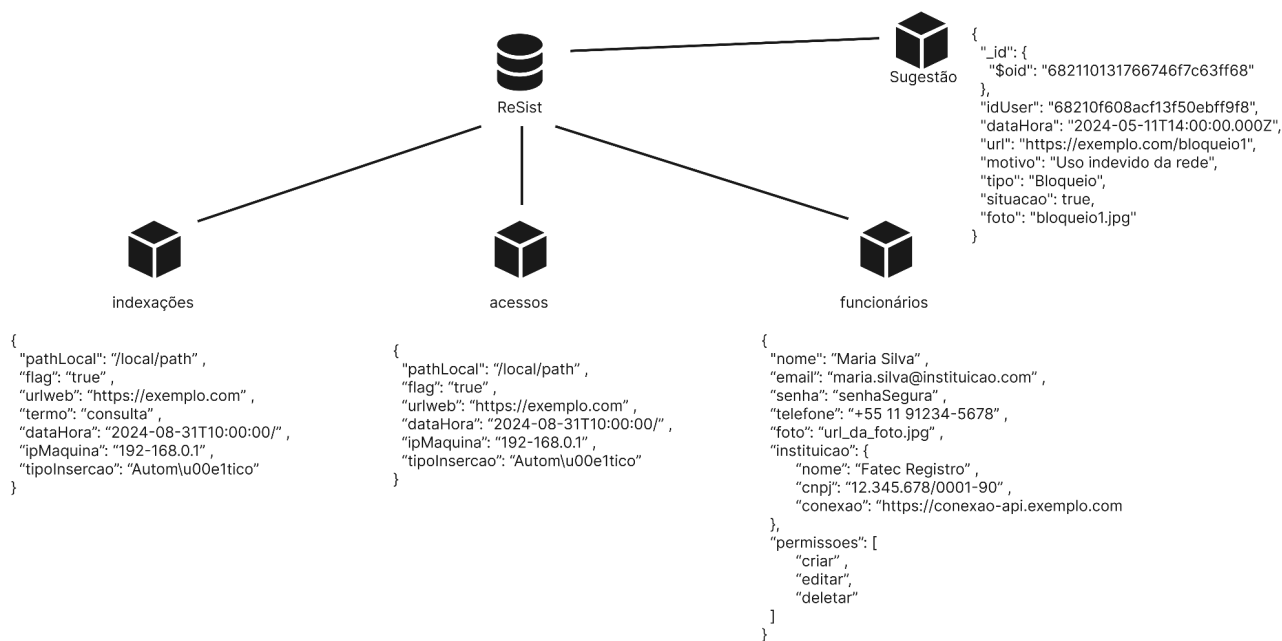 ReSist
Sugestão
{
"_id": {
"$oid": "682110131766746f7c63ff68"
},
"idUser": "68210f608acf13f50ebff9f8",
"dataHora": "2024-05-11T14:00:00.000Z",
"url": "https://exemplo.com/bloqueio1",
"motivo": "Uso indevido da rede",
"tipo": "Bloqueio",
"situacao": true,
"foto": "bloqueio1.jpg"
}
indexações
{
"pathLocal": “/local/path” ,
“flag”: “true” ,
“urlweb”: “https://exemplo.com” ,
“termo”: “consulta” ,
“dataHora”: “2024-08-31T10:00:00/” ,
“ipMaquina”: “192-168.0.1” ,
“tipoInsercao”: “Autom\u00e1tico”
}
acessos
{
"pathLocal": “/local/path” ,
“flag”: “true” ,
“urlweb”: “https://exemplo.com” ,
“dataHora”: “2024-08-31T10:00:00/” ,
“ipMaquina”: “192-168.0.1” ,
“tipoInsercao”: “Autom\u00e1tico”
}
funcionários
{
"nome": “Maria Silva” ,
“email”: “maria.silva@instituicao.com” ,
“senha”: “senhaSegura” ,
“telefone”: “+55 11 91234-5678” ,
“foto”: “url_da_foto.jpg” ,
“instituicao”: {
“nome”: “Fatec Registro” ,
“cnpj”: “12.345.678/0001-90” ,
“conexao”: “https://conexao-api.exemplo.com
},
“permissoes”: [
“criar” ,
“editar”,
“deletar”
]
}